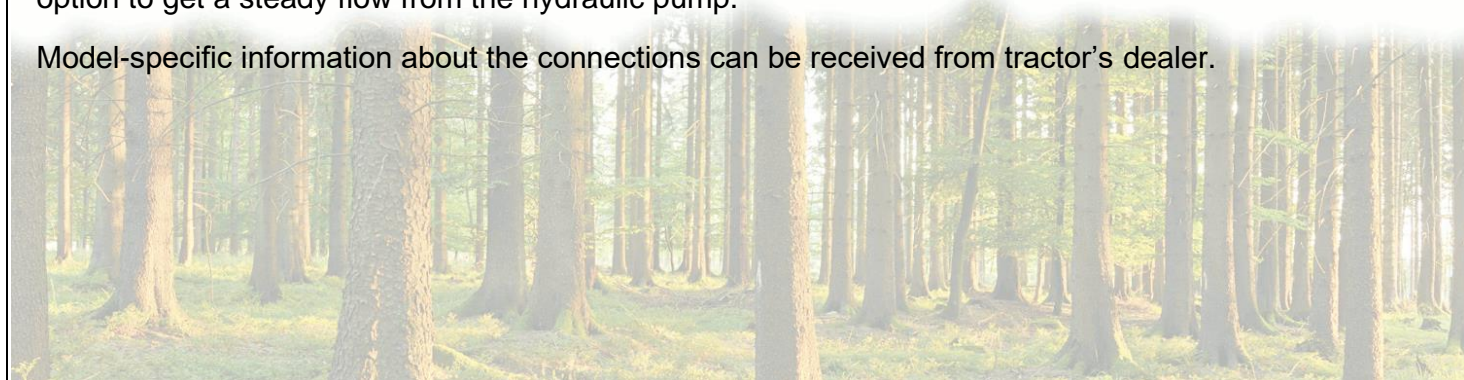 option to get a steady flow from the hydraulic pump.
Model-specific information about the connections can be received from tractor's dealer.